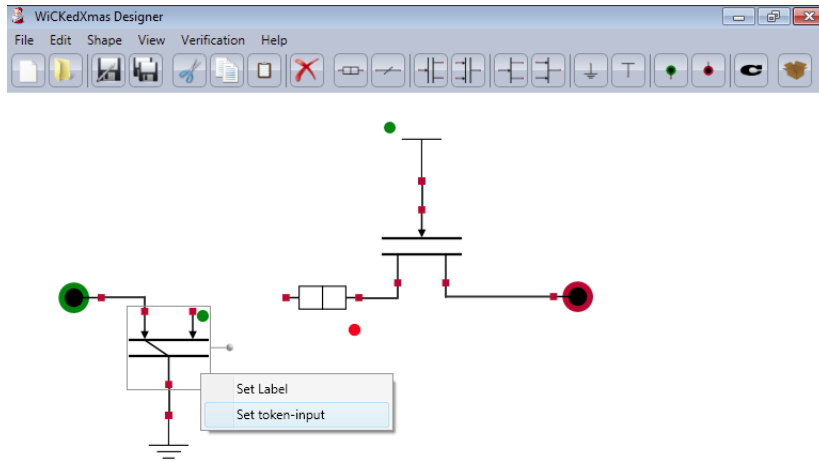 WiCKedXmas Designer
File Edit Shape View Verification Help
Set Label
Set token-input